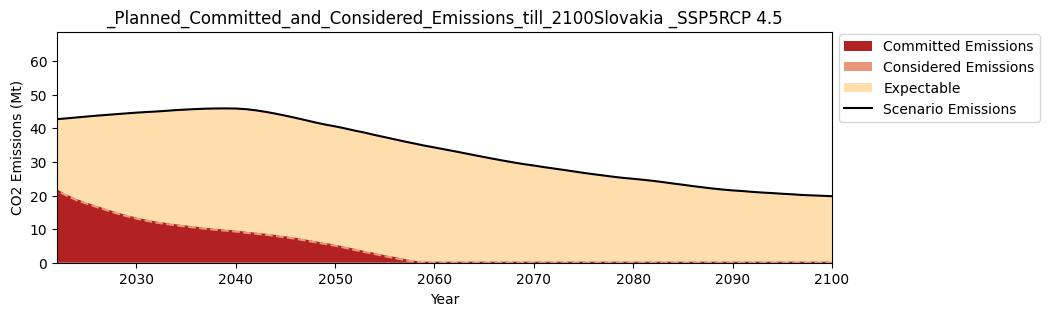 _Planned_Committed_and_Considered_Emissions_till_2100Slovakia _SSP5RCP 4.5
CO2 Emissions (Mt)
60
50
40
30
20
10
0
2030 2040 2050 2060 2070 2080 2090 2100
Year
Committed Emissions
Considered Emissions
Expectable
Scenario Emissions